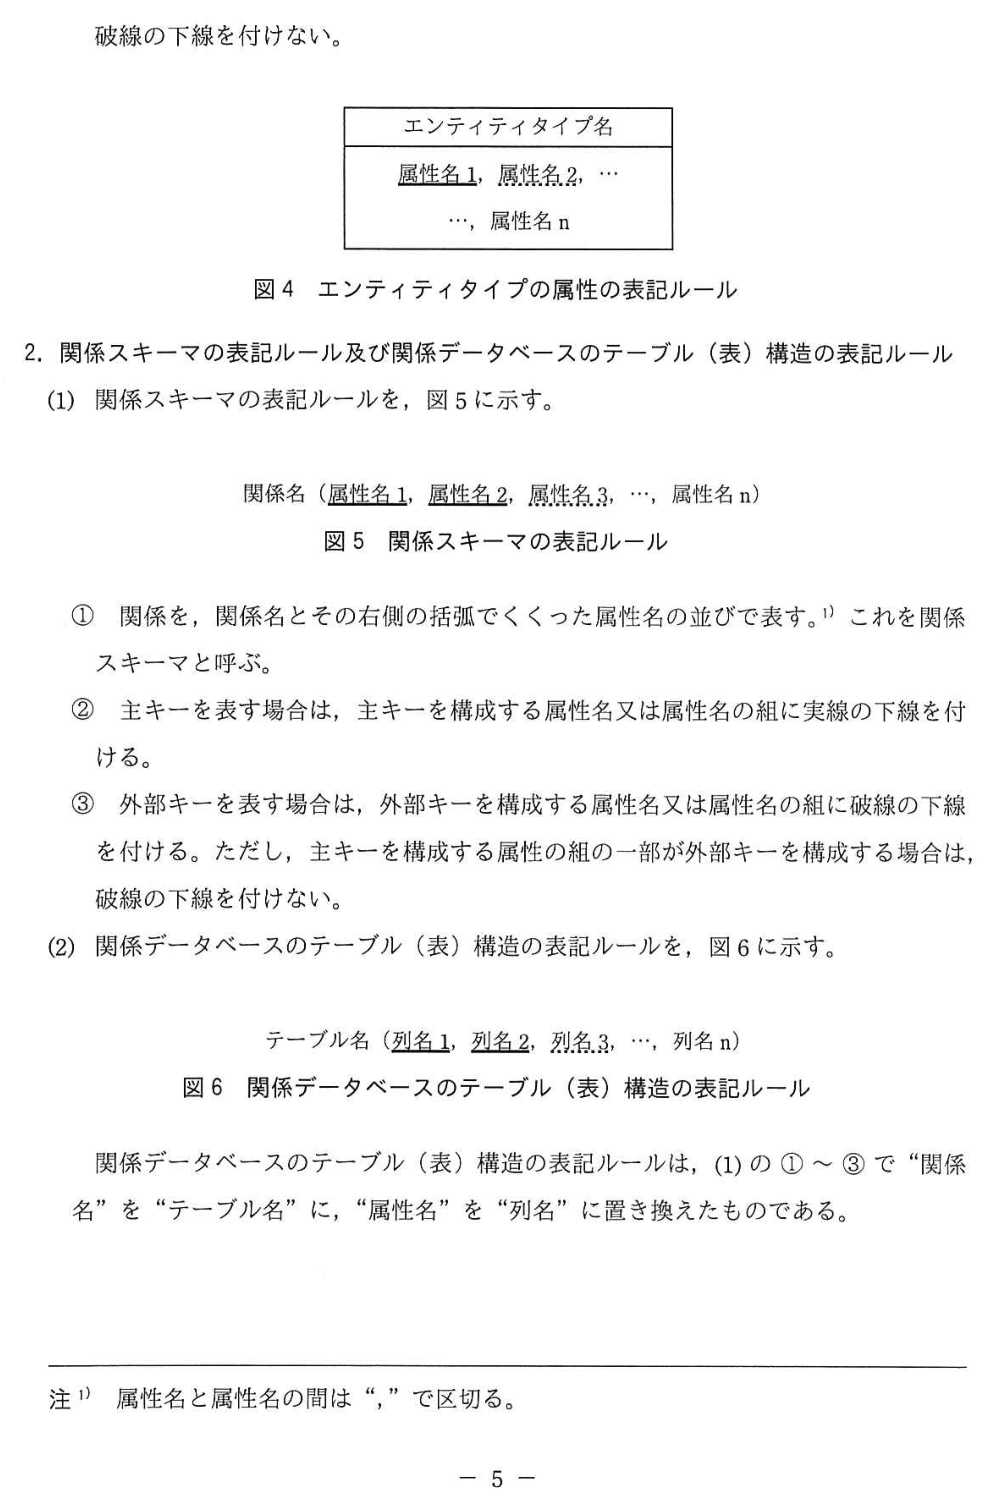 破線の下線を付けない。
エンティティタイプ名
属性名 1，属性名 2，…
…，属性名 n
図４　エンティティタイプの属性の表記ルール
2．関係スキーマの表記ルール及び関係データベースのテーブル（表）構造の表記ルール
(1)　関係スキーマの表記ルールを，図 5 に示す。
関係名（属性名 1，属性名 2，属性名 3，…，属性名 n）
図５　関係スキーマの表記ルール
①　関係を，関係名とその右側の括弧でくくった属性名の並びで表す。1) これを関係
スキーマと呼ぶ。
②　主キーを表す場合は，主キーを構成する属性名又は属性名の組に実線の下線を付
ける。
③　外部キーを表す場合は，外部キーを構成する属性名又は属性名の組に破線の下線
を付ける。ただし，主キーを構成する属性の組の一部が外部キーを構成する場合は，
破線の下線を付けない。
(2)　関係データベースのテーブル（表）構造の表記ルールを，図 6 に示す。
テーブル名（列名 1，列名 2，列名 3，…，列名 n）
図６　関係データベースのテーブル（表）構造の表記ルール
関係データベースのテーブル（表）構造の表記ルールは，(1) の ① ～ ③ で“関係
名”を“テーブル名”に，“属性名”を“列名”に置き換えたものである。
注 1)　属性名と属性名の間は“，”で区切る。
－ 5 －